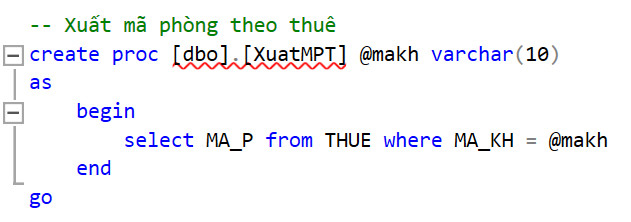 -- Xuất mã phòng theo thuê
create proc [dbo].[XuatMPT] @makh varchar(10)
as
begin
select MA_P from THUE where MA_KH = @makh
end
go